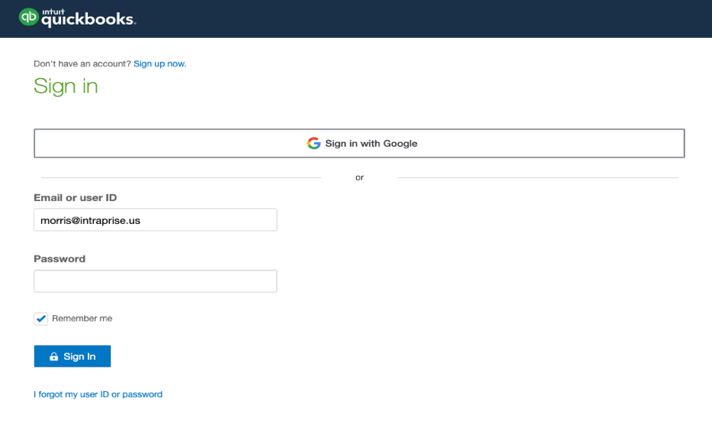 qb intuit
quickbooks.
Don't have an account? Sign up now.
Sign in
Sign in with Google
or
Email or user ID
morris@intraprise.us
Password
Remember me
Sign In
I forgot my user ID or password